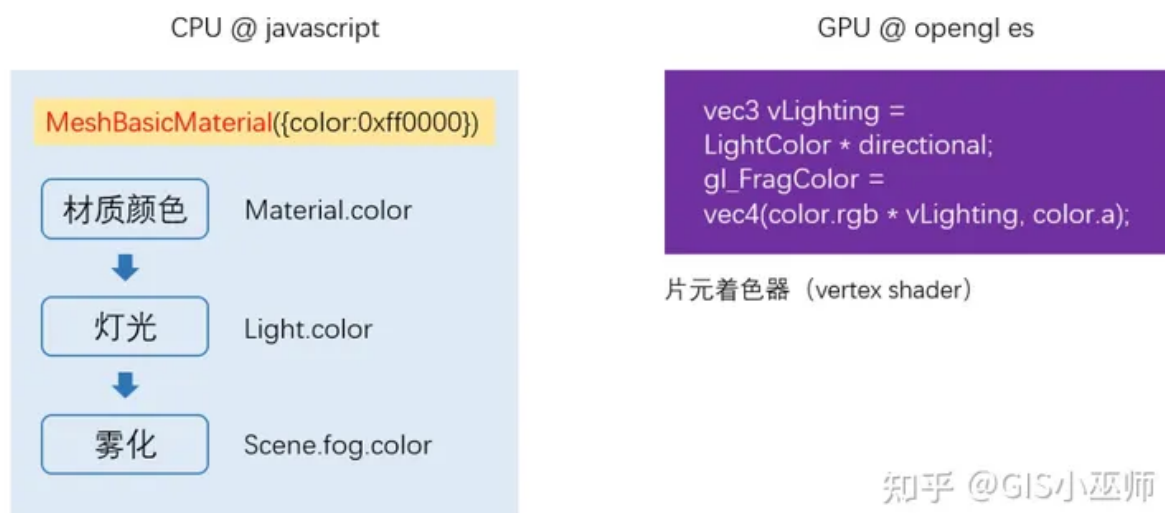 CPU @ javascript
MeshBasicMaterial({color:0xff0000})
材质颜色
Material.color
灯光
Light.color
雾化
Scene.fog.color
GPU @ opengl es
vec3 vLighting =
LightColor * directional;
gl_FragColor =
vec4(color.rgb * vLighting, color.a);
片元着色器（vertex shader）
知乎 @GIS小巫师